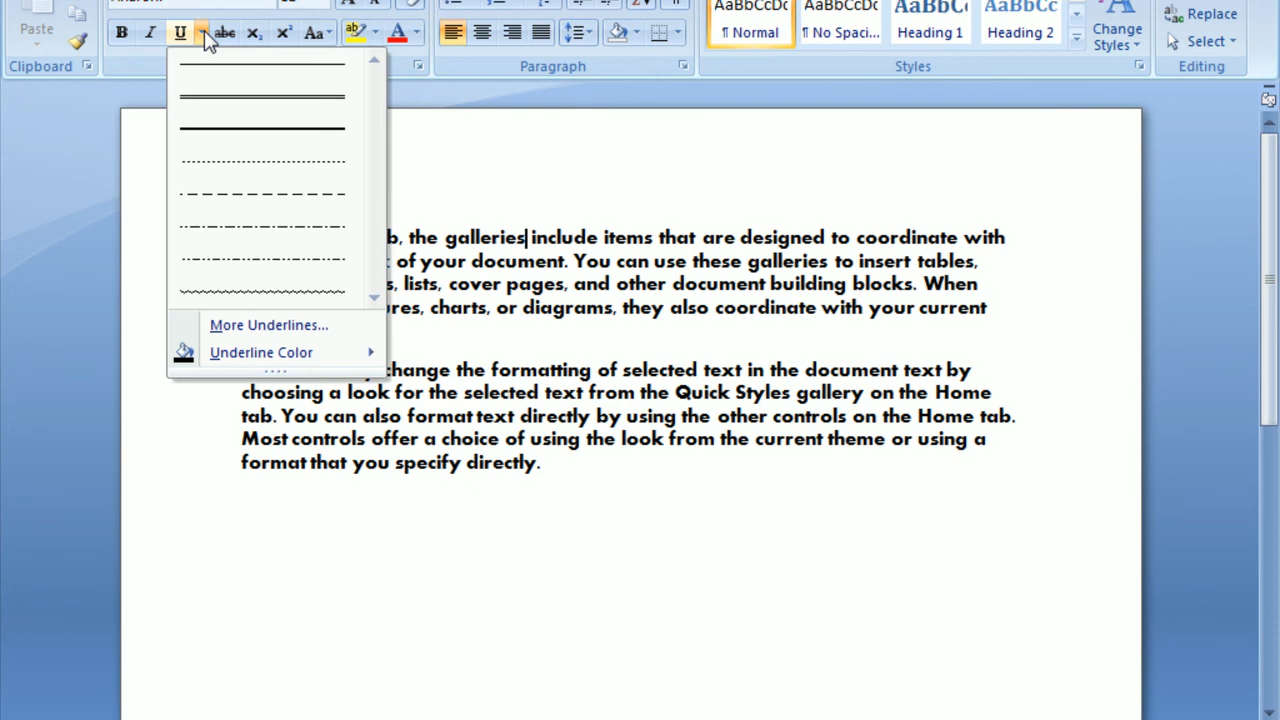 Paste
B I U abc X₂ X² Aa ab A
AaBbCcDc AaBbCcDc AaBbC AaBbCc
¶ Normal ¶ No Spaci... Heading 1 Heading 2
Change
Styles
Replace
Select
Clipboard Paragraph Styles Editing
More Underlines...
Underline Color
b, the galleries include items that are designed to coordinate with
of your document. You can use these galleries to insert tables,
s, lists, cover pages, and other document building blocks. When
ures, charts, or diagrams, they also coordinate with your current
change the formatting of selected text in the document text by
choosing a look for the selected text from the Quick Styles gallery on the Home
tab. You can also format text directly by using the other controls on the Home tab.
Most controls offer a choice of using the look from the current theme or using a
format that you specify directly.